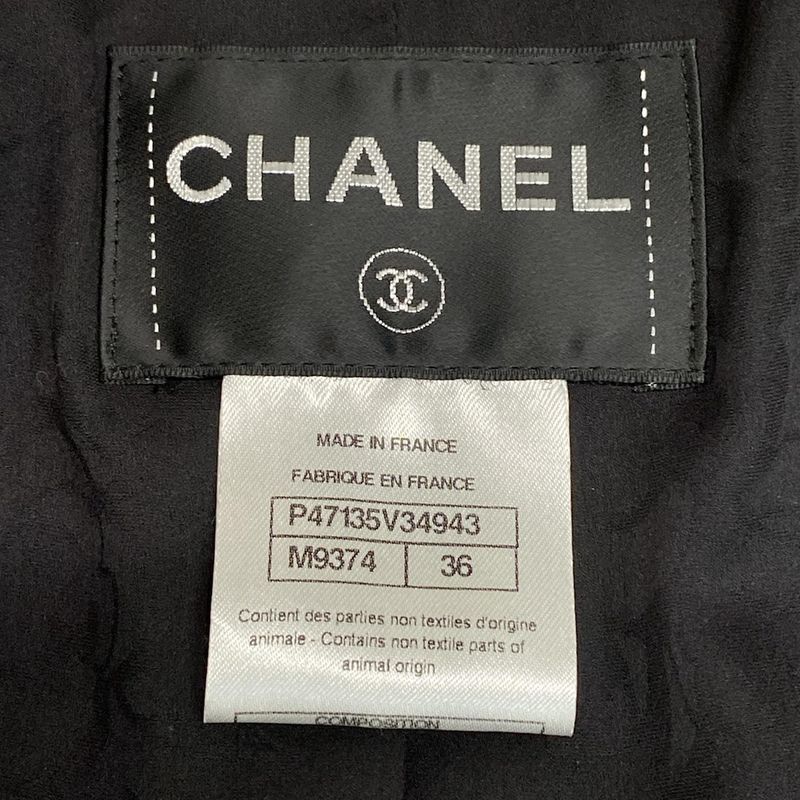 CHANEL
MADE IN FRANCE
FABRIQUE EN FRANCE
P47135V34943
M9374 36
Contient des parties non textiles d'origine
animale - Contains non textile parts of
animal origin
COMPOSITION